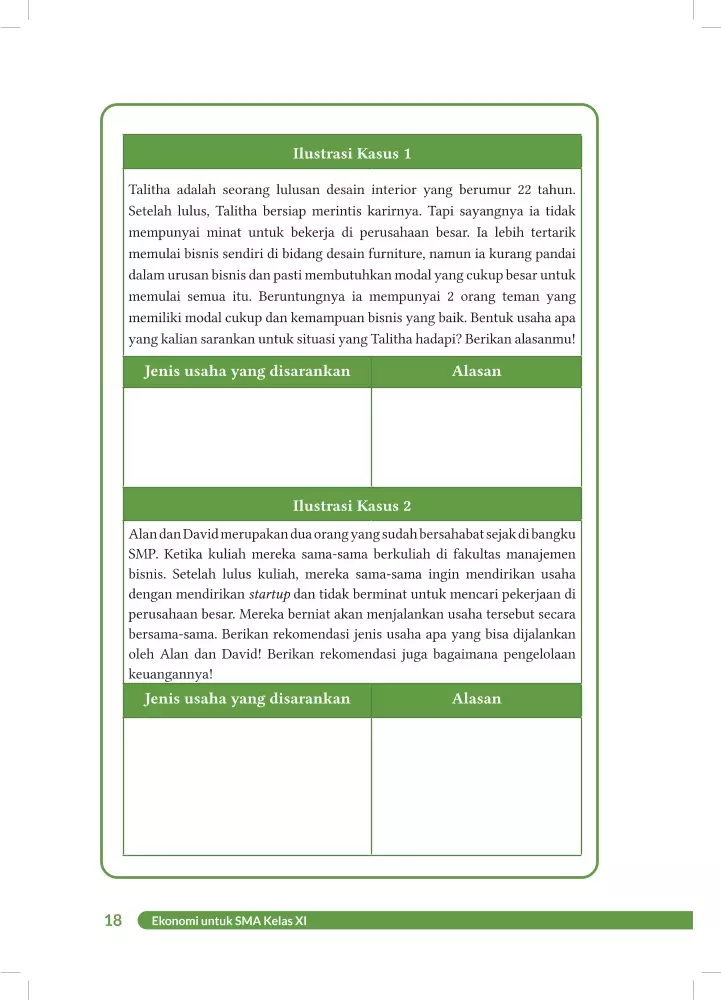 Ilustrasi Kasus 1
Talitha adalah seorang lulusan desain interior yang berumur 22 tahun.
Setelah lulus, Talitha bersiap merintis karirnya. Tapi sayangnya ia tidak
mempunyai minat untuk bekerja di perusahaan besar. Ia lebih tertarik
memulai bisnis sendiri di bidang desain furniture, namun ia kurang pandai
dalam urusan bisnis dan pasti membutuhkan modal yang cukup besar untuk
memulai semua itu. Beruntungnya ia mempunyai 2 orang teman yang
memiliki modal cukup dan kemampuan bisnis yang baik. Bentuk usaha apa
yang kalian sarankan untuk situasi yang Talitha hadapi? Berikan alasanmu!
Jenis usaha yang disarankan Alasan
Ilustrasi Kasus 2
Alan dan David merupakan dua orang yang sudah bersahabat sejak di bangku
SMP. Ketika kuliah mereka sama-sama berkuliah di fakultas manajemen
bisnis. Setelah lulus kuliah, mereka sama-sama ingin mendirikan usaha
dengan mendirikan startup dan tidak berminat untuk mencari pekerjaan di
perusahaan besar. Mereka berniat akan menjalankan usaha tersebut secara
bersama-sama. Berikan rekomendasi jenis usaha apa yang bisa dijalankan
oleh Alan dan David! Berikan rekomendasi juga bagaimana pengelolaan
keuangannya!
Jenis usaha yang disarankan Alasan
18 Ekonomi untuk SMA Kelas XI